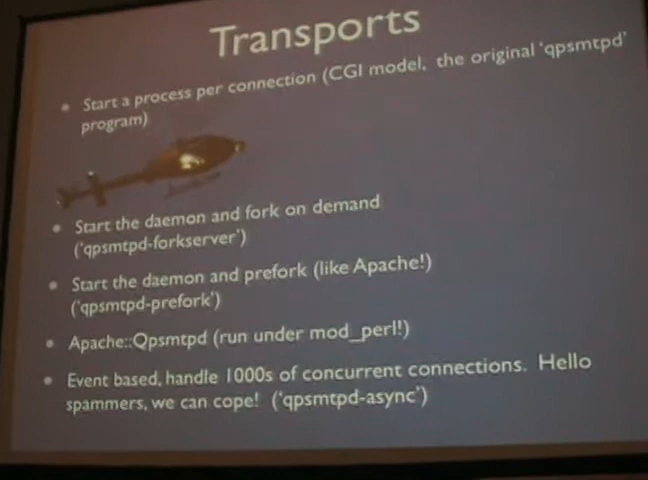 Transports
• Start a process per connection (CGI model, the original 'qpsmtpd'
program)
• Start the daemon and fork on demand
('qpsmtpd-forkserver')
• Start the daemon and prefork (like Apache!)
('qpsmtpd-prefork')
• Apache::Qpsmtpd (run under mod_perl!)
• Event based, handle 1000s of concurrent connections. Hello
spammers, we can cope! ('qpsmtpd-async')